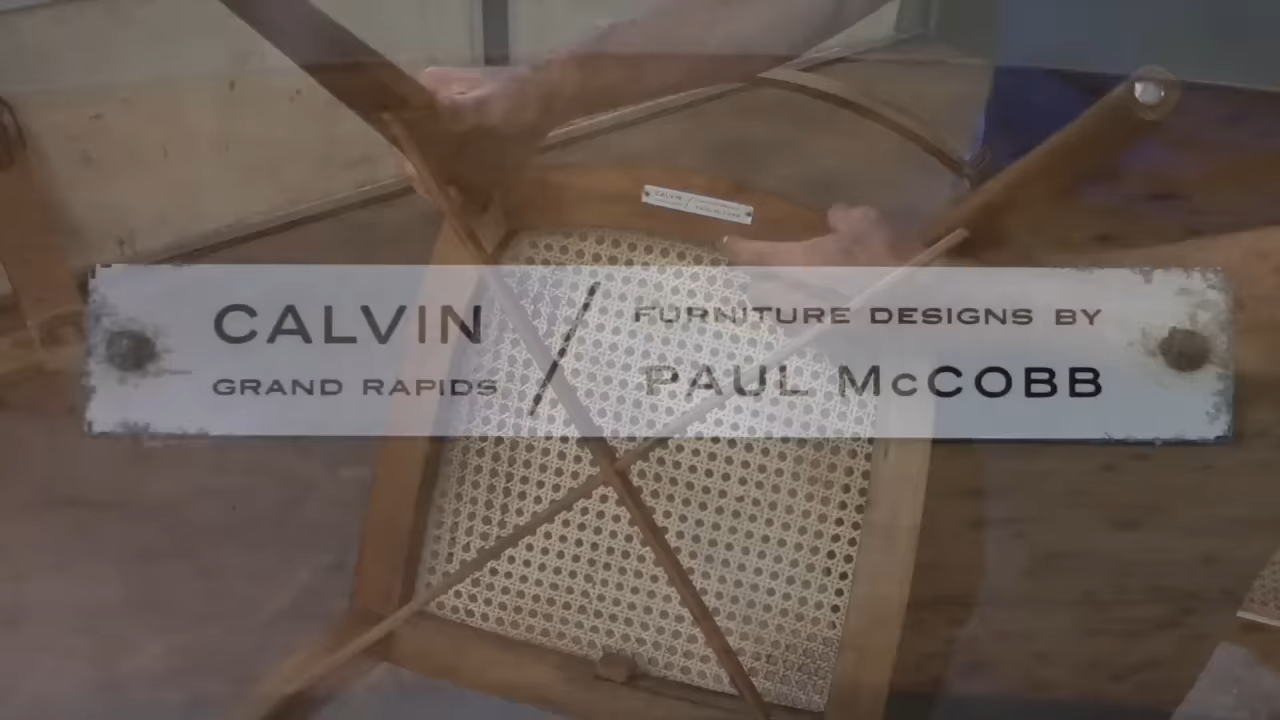 CALVIN
GRAND RAPIDS
/
FURNITURE DESIGNS BY
PAUL McCOBB